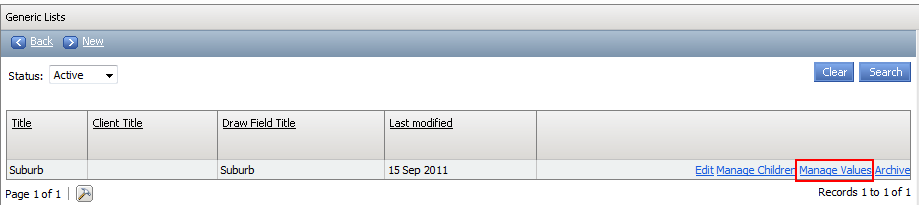 Generic Lists
Back New
Status: Active Clear Search
Title Client Title Draw Field Title Last modified
Suburb Suburb 15 Sep 2011 Edit Manage Children Manage Values Archive
Page 1 of 1 Records 1 to 1 of 1